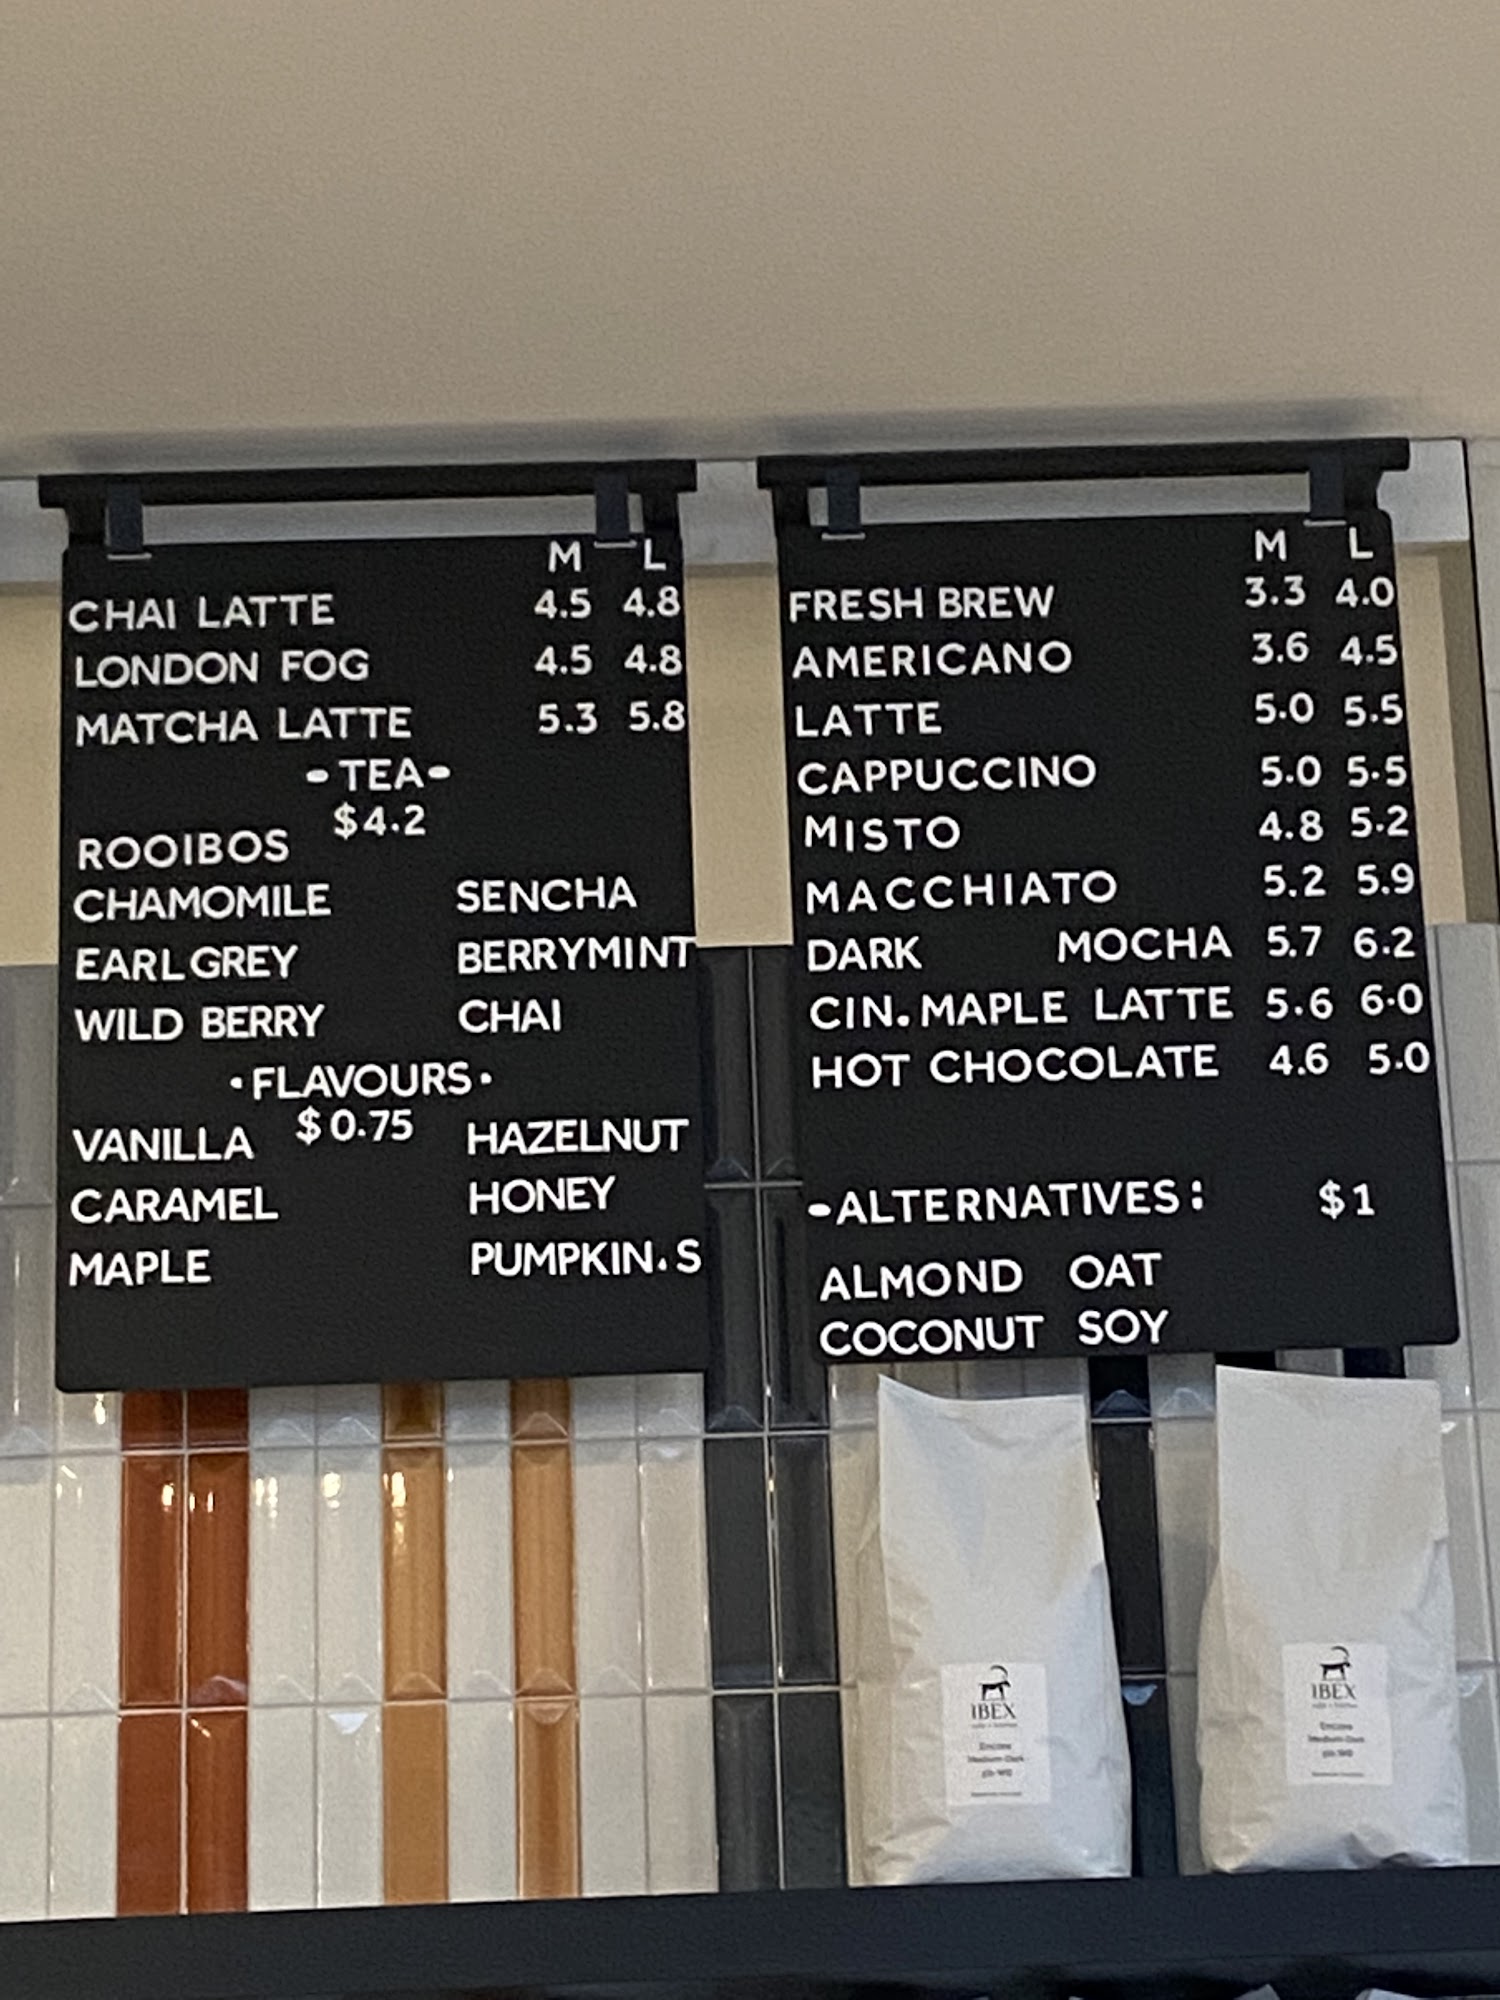 M L
CHAI LATTE 4.5 4.8
LONDON FOG 4.5 4.8
MATCHA LATTE 5.3 5.8
-TEA-
$4.2
ROOIBOS
CHAMOMILE SENCHA
EARL GREY BERRYMINT
WILD BERRY CHAI
·FLAVOURS·
$0.75
VANILLA HAZELNUT
CARAMEL HONEY
MAPLE PUMPKIN.S
M L
FRESH BREW 3.3 4.0
AMERICANO 3.6 4.5
LATTE 5.0 5.5
CAPPUCCINO 5.0 5.5
MISTO 4.8 5.2
MACCHIATO 5.2 5.9
DARK MOCHA 5.7 6.2
CIN. MAPLE LATTE 5.6 6.0
HOT CHOCOLATE 4.6 5.0
-ALTERNATIVES: $1
ALMOND OAT
COCONUT SOY
IBEX
Medium-Dark
IBEX
Medium-Dark